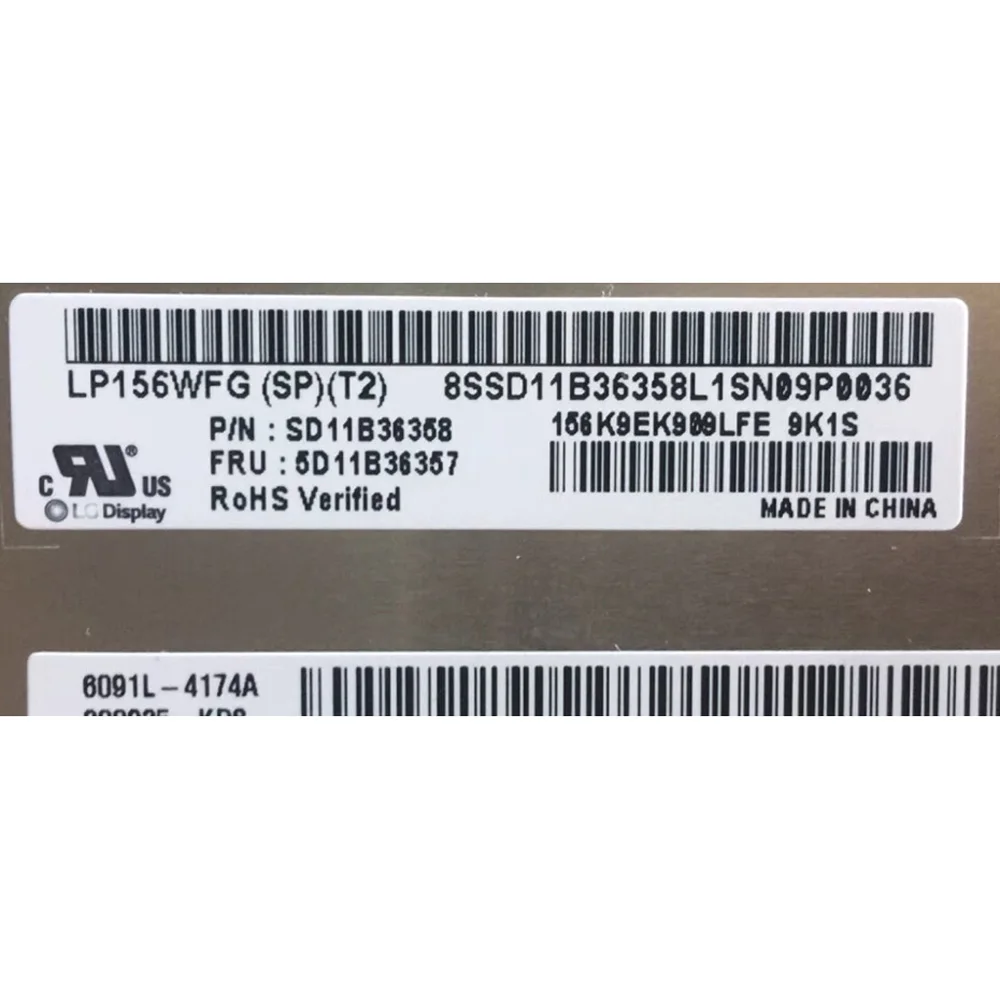 LP156WFG (SP)(T2) 8SSD11B36358L1SN09P0036
P/N : SD11B36358 156K9EK909LFE 9K1S
FRU : 5D11B36357
RoHS Verified
C RU ® US
LG Display
MADE IN CHINA
6091L-4174A